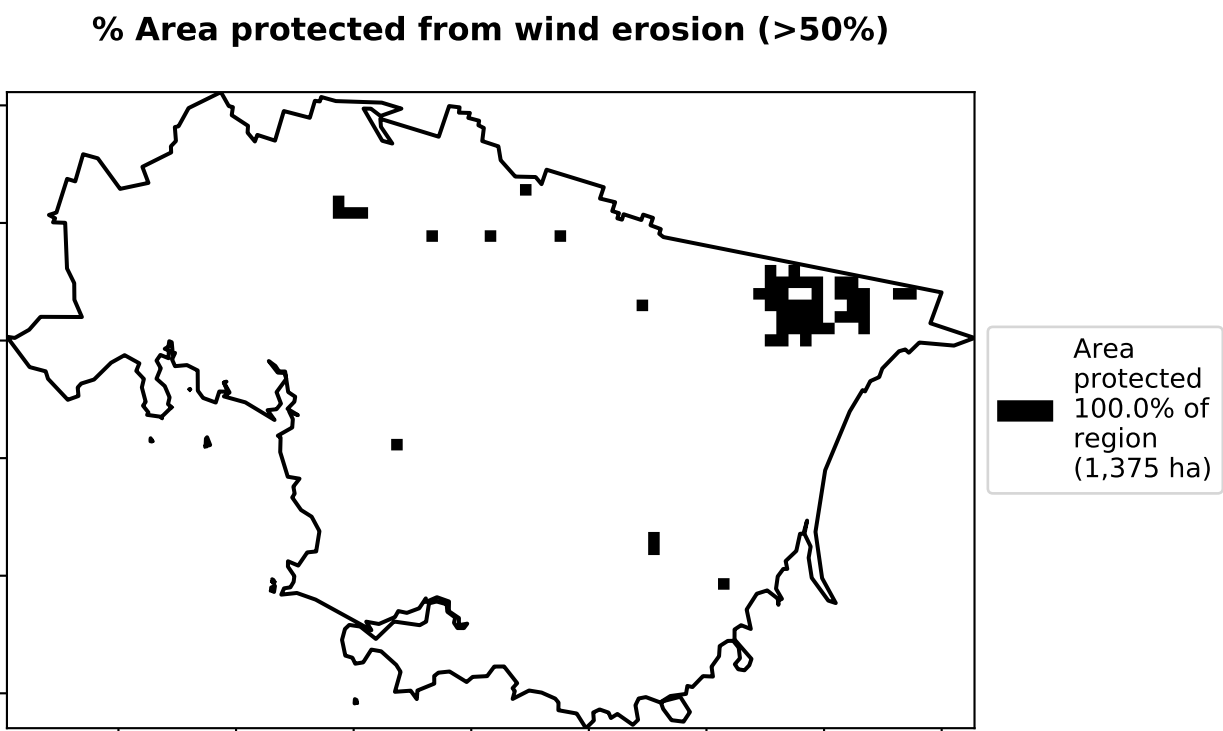 % Area protected from wind erosion (>50%)
Area
protected
100.0% of
region
(1,375 ha)